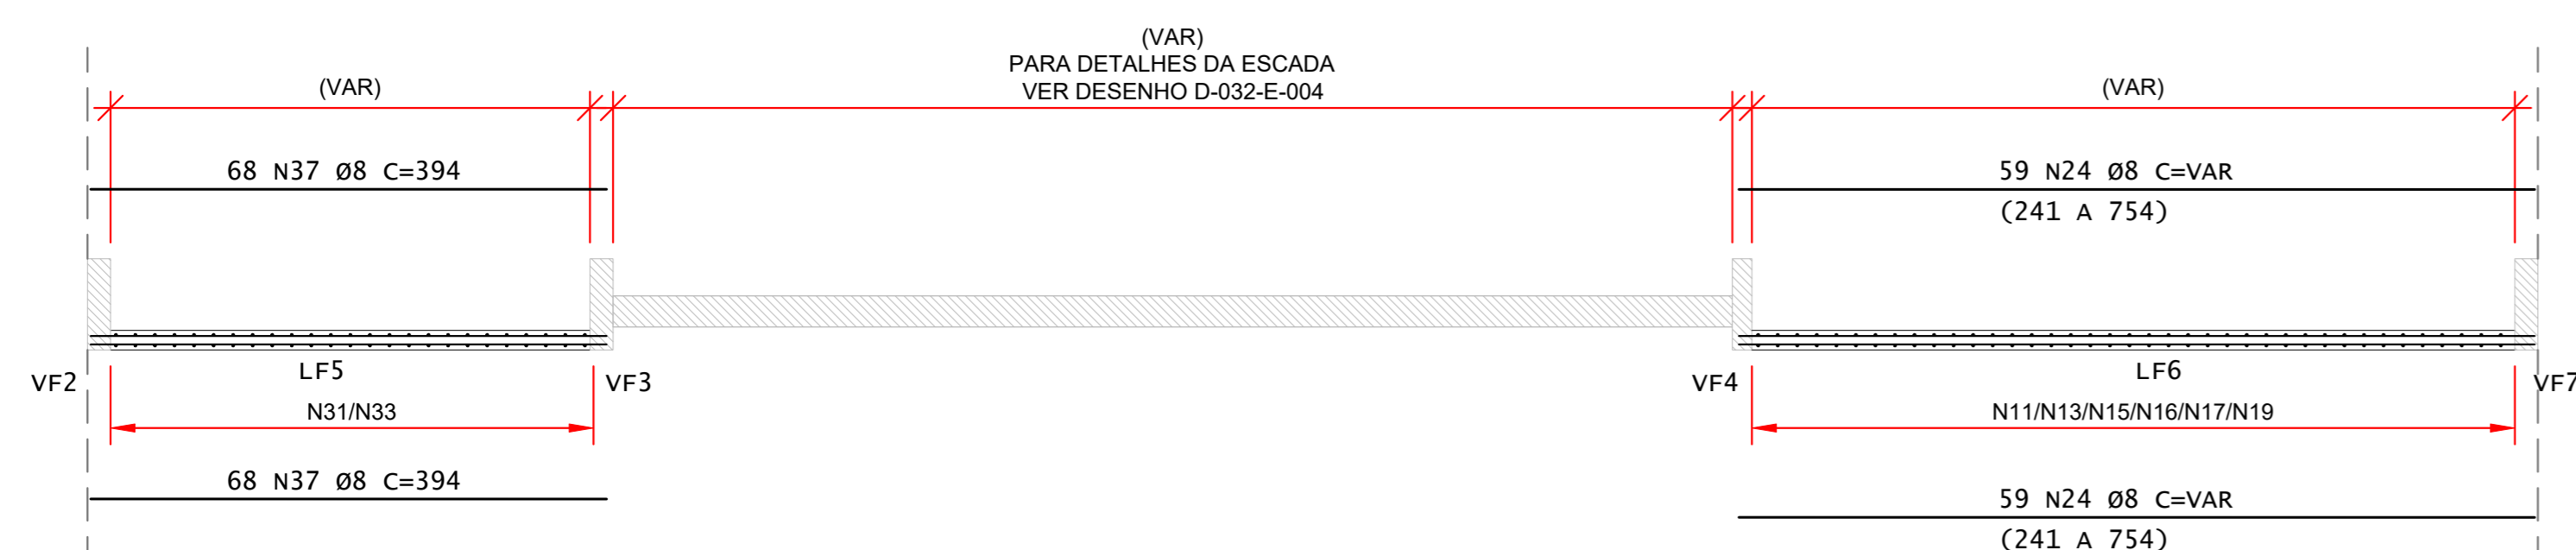 (VAR)
PARA DETALHES DA ESCADA
VER DESENHO D-032-E-004
(VAR)
(VAR)
68 N37 Ø8 C=394
59 N24 Ø8 C=VAR
(241 A 754)
LF5
LF6
VF2
VF3
VF4
VF7
N31/N33
N11/N13/N15/N16/N17/N19
68 N37 Ø8 C=394
59 N24 Ø8 C=VAR
(241 A 754)